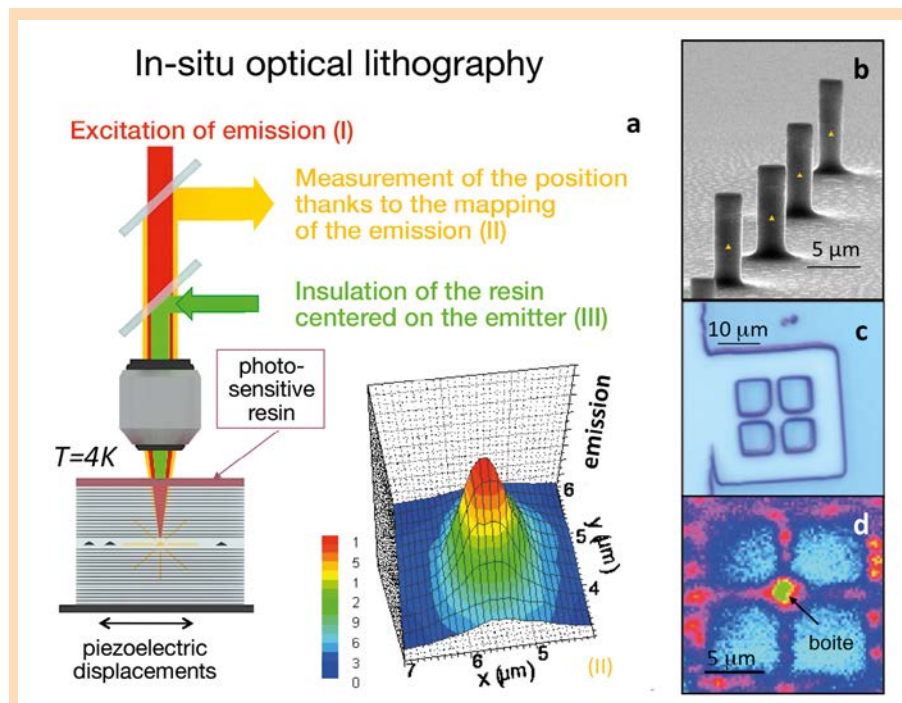 In-situ optical lithography
Excitation of emission (I)
a
Measurement of the position
thanks to the mapping
of the emission (II)
Insulation of the resin
centered on the emitter (III)
photo-
sensitive
resin
T=4K
piezoelectric
displacements
1
5
1
2
9
6
3
0
emission
6
5
4
y (µm)
7
6
5
x (µm)
(II)
b
5 µm
10 µm
c
d
boite
5 µm